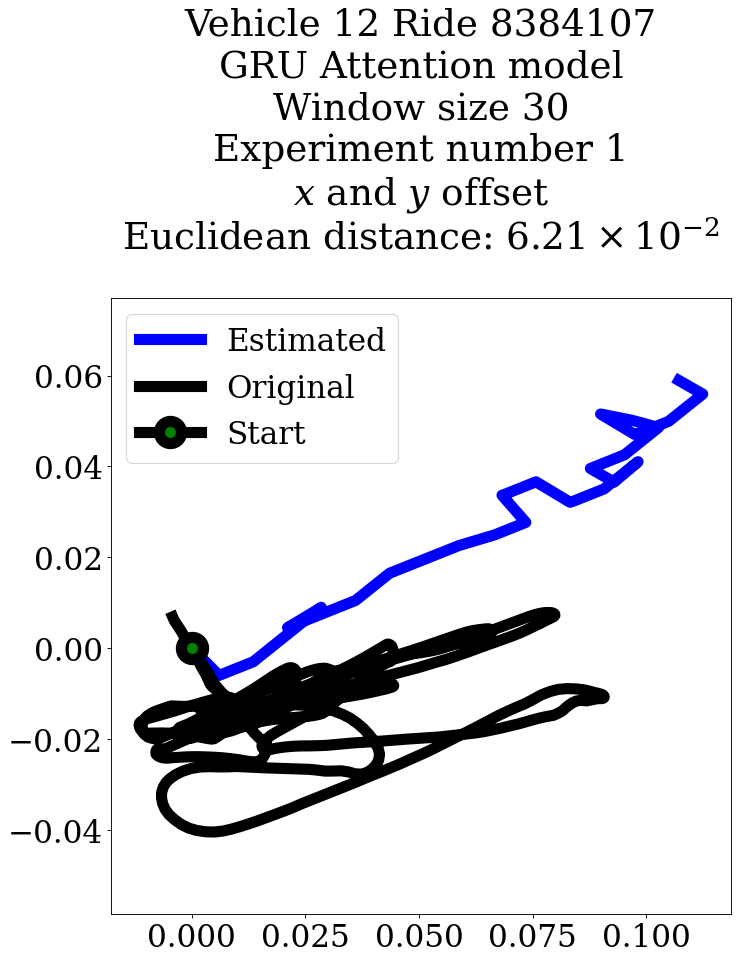 Vehicle 12 Ride 8384107
GRU Attention model
Window size 30
Experiment number 1
x and y offset
Euclidean distance: 6.21 × 10⁻²
Estimated
Original
Start
0.06
0.04
0.02
0.00
−0.02
−0.04
0.000 0.025 0.050 0.075 0.100